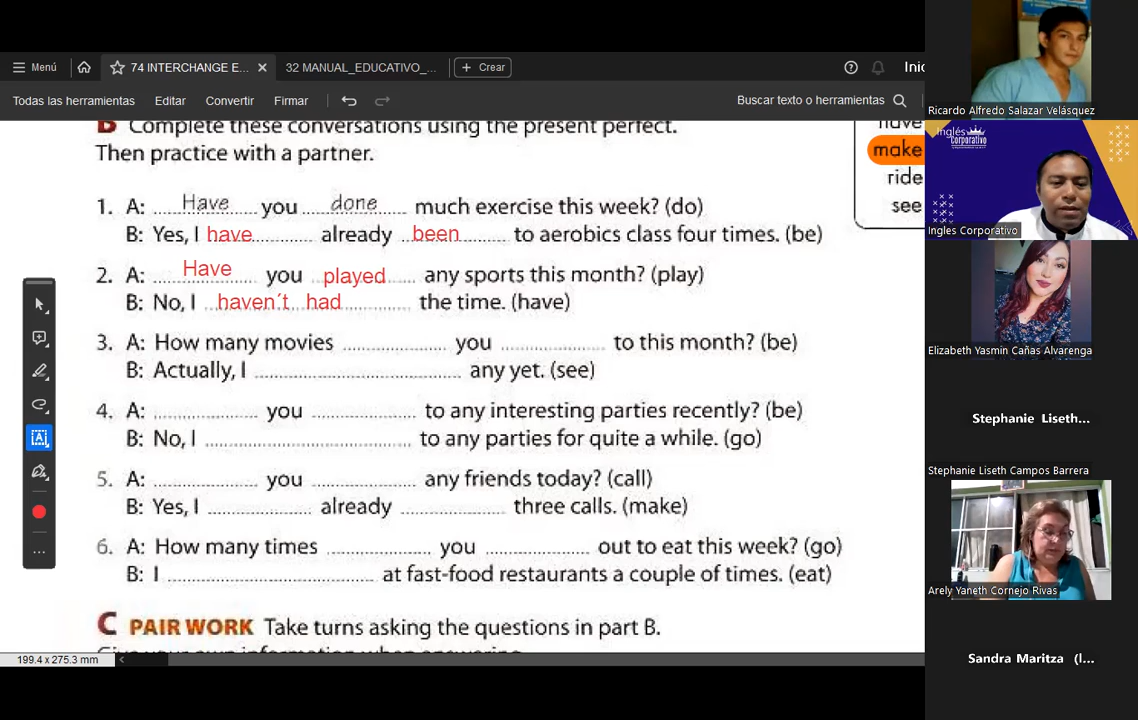 Menú
74 INTERCHANGE E...
32 MANUAL_EDUCATIVO_...
Crear
Todas las herramientas
Editar
Convertir
Firmar
Buscar texto o herramientas
B Complete these conversations using the present perfect.
Then practice with a partner.
make
ride
see
1. A: Have you done much exercise this week? (do)
B: Yes, I have already been to aerobics class four times. (be)
2. A: Have you played any sports this month? (play)
B: No, I haven´t had the time. (have)
3. A: How many movies ........ you ........ to this month? (be)
B: Actually, I ........ any yet. (see)
4. A: ........ you ........ to any interesting parties recently? (be)
B: No, I ........ to any parties for quite a while. (go)
5. A: ........ you ........ any friends today? (call)
B: Yes, I ........ already ........ three calls. (make)
6. A: How many times ........ you ........ out to eat this week? (go)
B: I ........ at fast-food restaurants a couple of times. (eat)
C PAIR WORK Take turns asking the questions in part B.
Give your own information when answering.
199.4 x 275.3 mm
Ricardo Alfredo Salazar Velásquez
Inglés
Corporativo
Ingles Corporativo
Elizabeth Yasmin Cañas Alvarenga
Stephanie Liseth...
Stephanie Liseth Campos Barrera
Arely Yaneth Cornejo Rivas
Sandra Maritza (l...